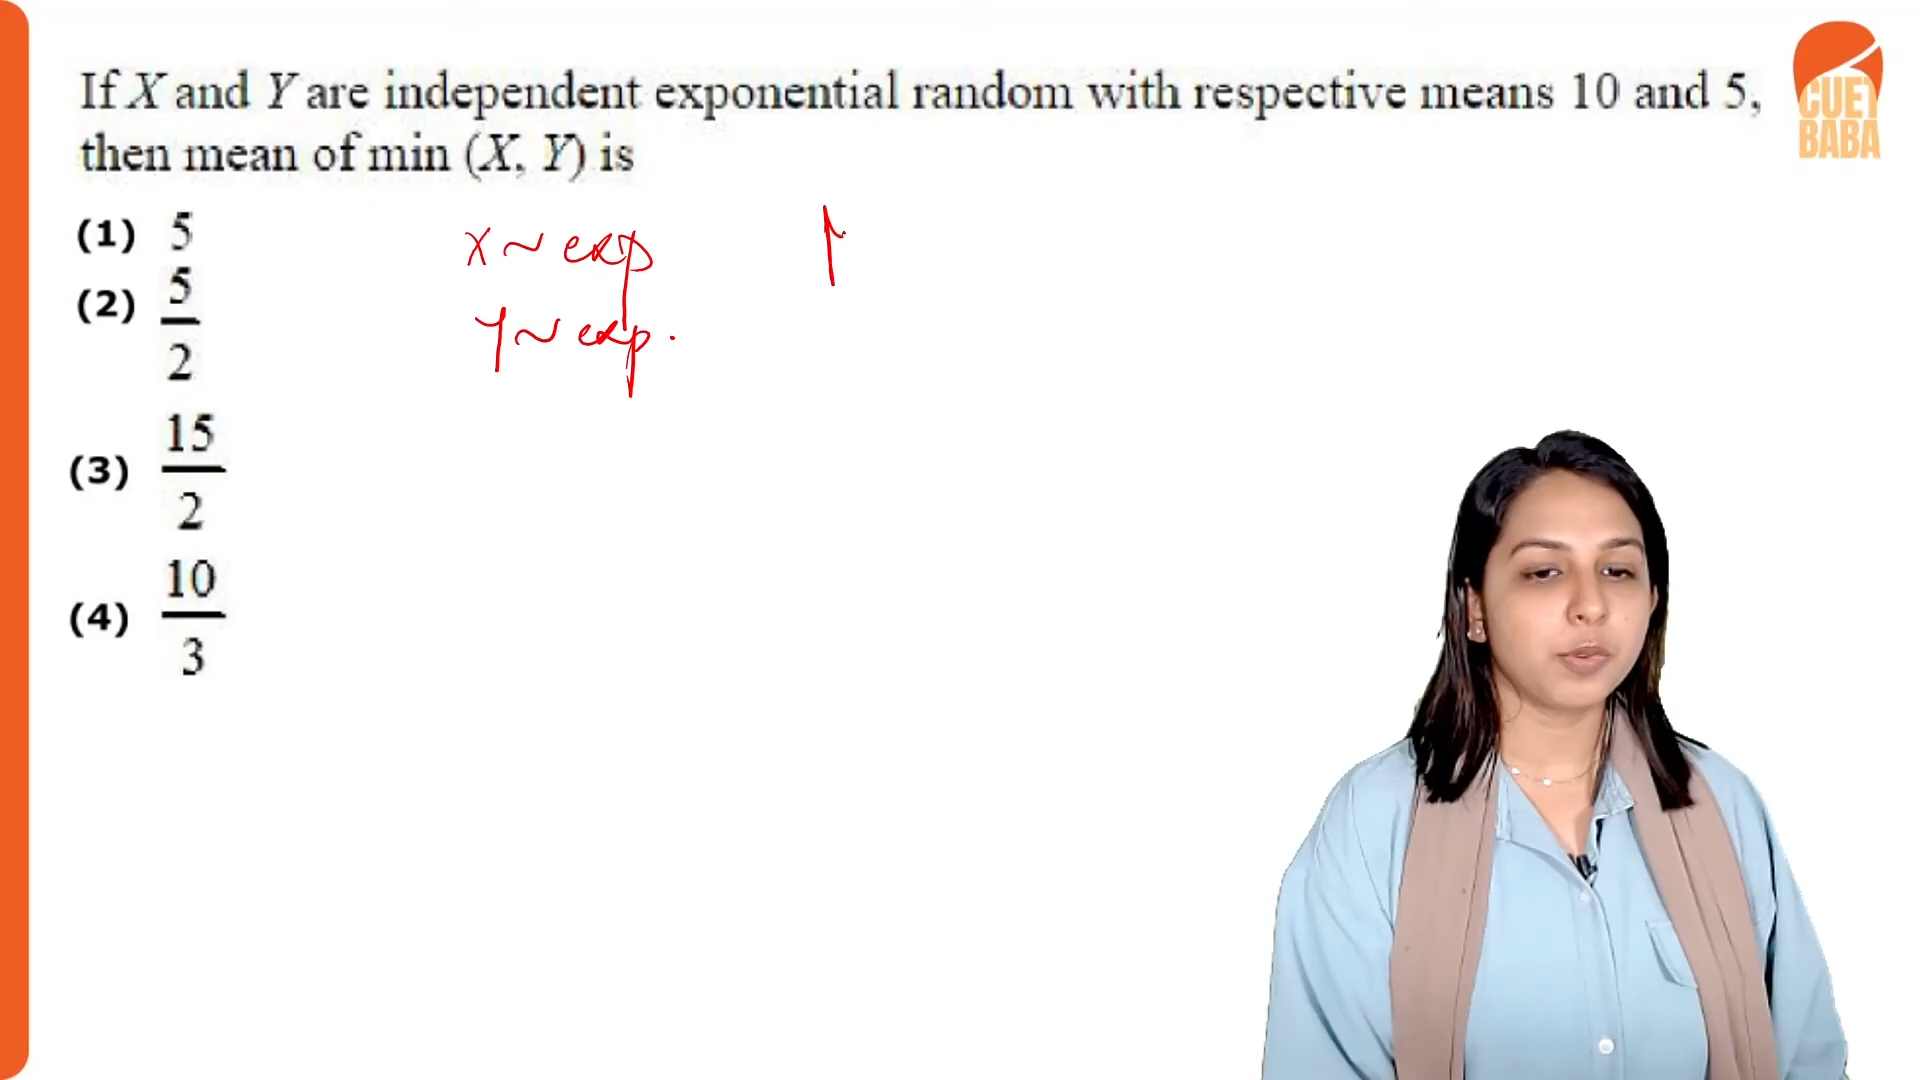 If X and Y are independent exponential random with respective means 10 and 5,
then mean of min (X, Y) is
(1) 5
(2) 5/2
(3) 15/2
(4) 10/3
X ~ exp
Y ~ exp.
CUET
BABA